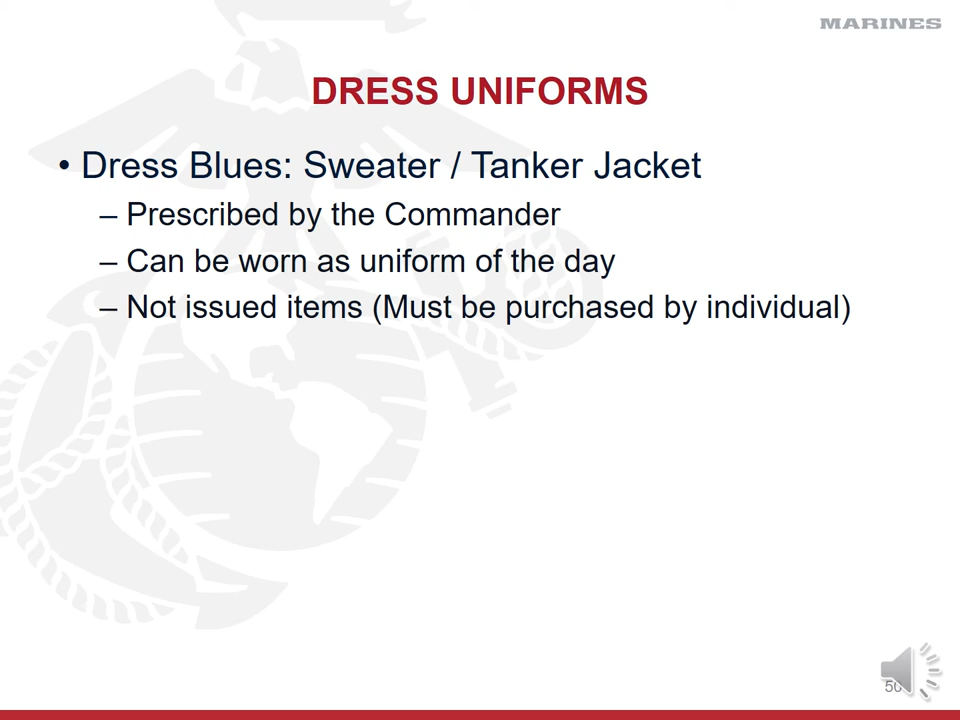 MARINES
DRESS UNIFORMS
• Dress Blues: Sweater / Tanker Jacket
– Prescribed by the Commander
– Can be worn as uniform of the day
– Not issued items (Must be purchased by individual)
50